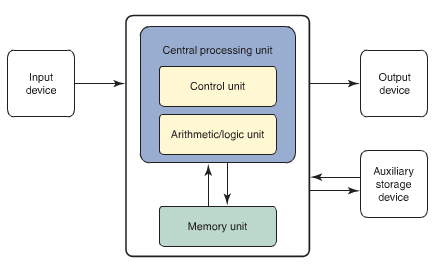 Central processing unit
Input
device
Control unit
Output
device
Arithmetic/logic unit
Auxiliary
storage
device
Memory unit